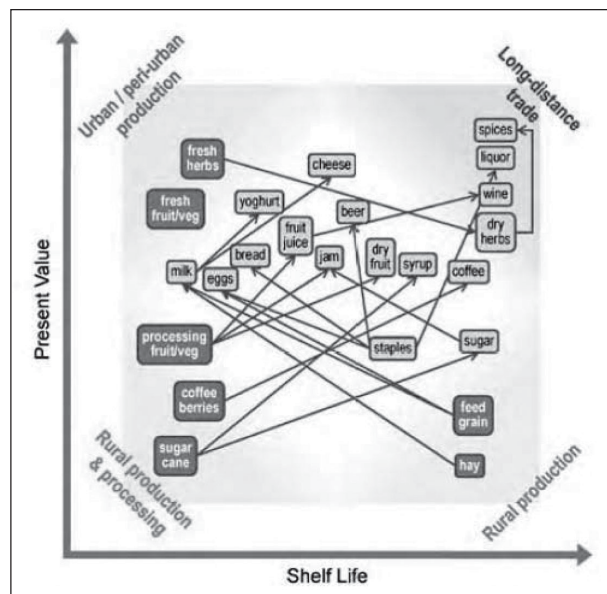 Present Value
Urban / peri-urban
production
Long-distance
trade
spices
fresh
herbs
cheese
liquor
fresh
fruit/veg
yoghurt
beer
wine
fruit
juice
dry
herbs
bread
jam
dry
fruit
syrup
coffee
milk
eggs
processing
fruit/veg
staples
sugar
coffee
berries
feed
grain
sugar
cane
hay
Rural production
& processing
Rural production
Shelf Life